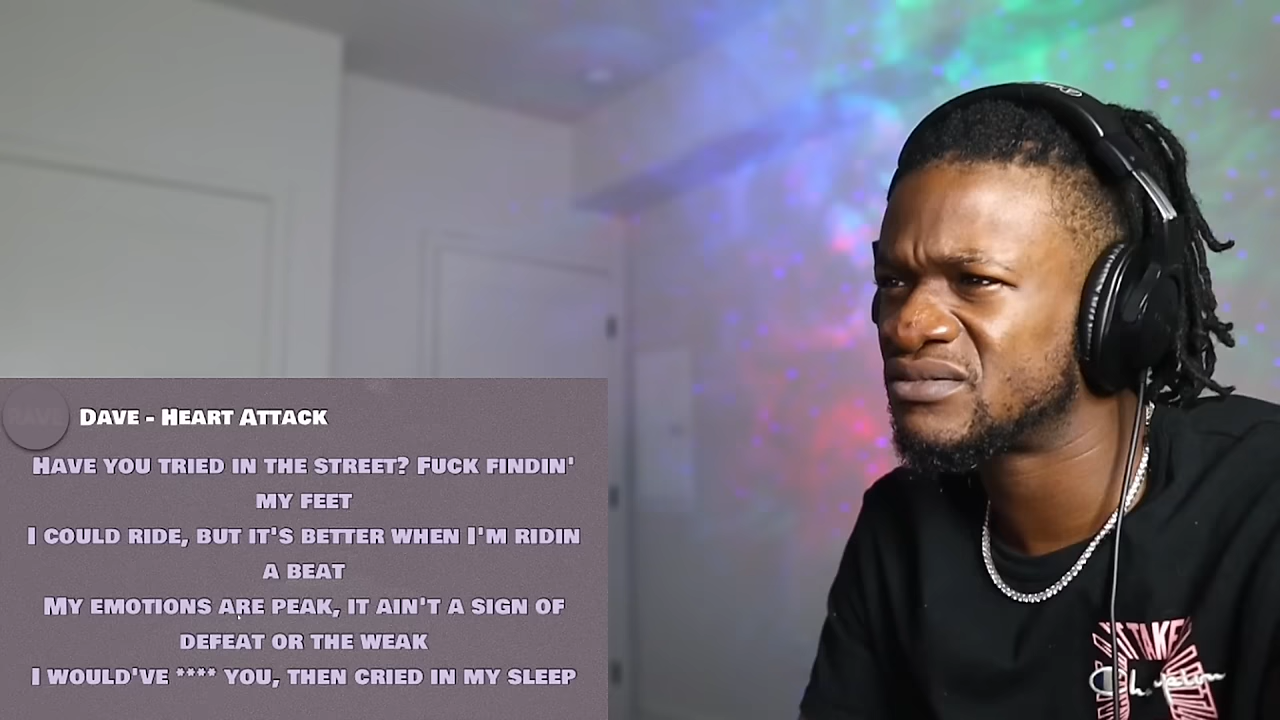 Dave - Heart Attack
Have you tried in the street? Fuck findin'
my feet
I could ride, but it's better when I'm ridin
a beat
My emotions are peak, it ain't a sign of
defeat or the weak
I would've **** you, then cried in my sleep
TAKE
Champion